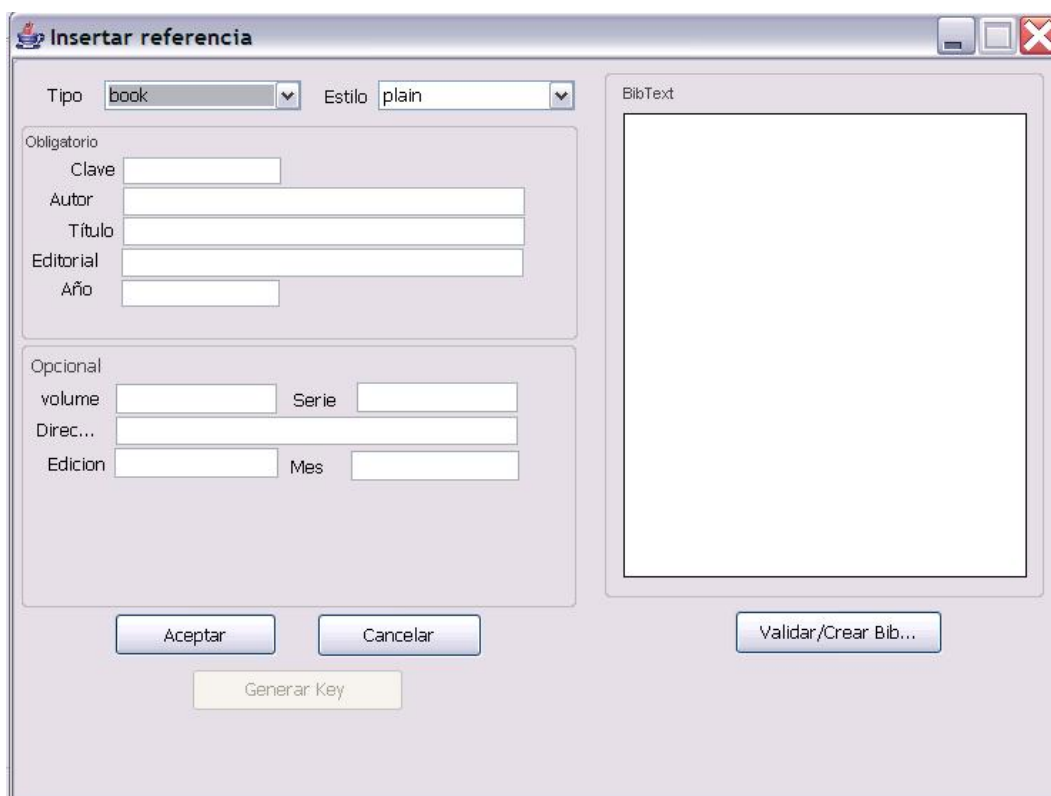 Insertar referencia
Tipo book Estilo plain
Obligatorio
Clave
Autor
Título
Editorial
Año
Opcional
volume Serie
Direc...
Edicion Mes
Aceptar Cancelar
Generar Key
BibText
Validar/Crear Bib...